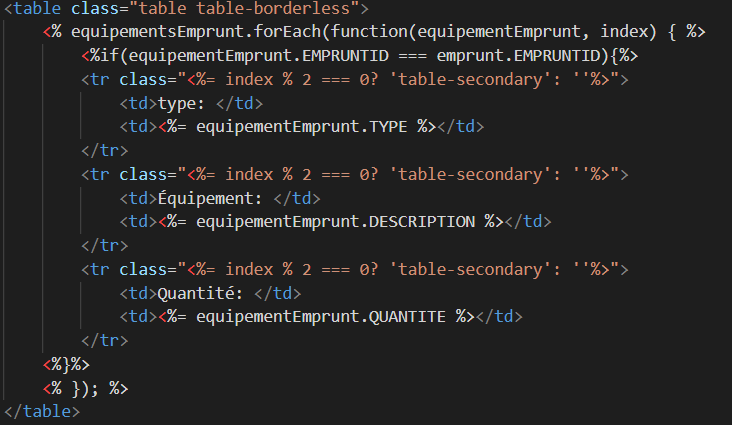 <table class="table table-borderless">
<% equipementsEmprunt.forEach(function(equipementEmprunt, index) { %>
<%if(equipementEmprunt.EMPRUNTID === emprunt.EMPRUNTID){%>
<tr class="<%= index % 2 === 0? 'table-secondary': ''%>">
<td>type: </td>
<td><%= equipementEmprunt.TYPE %></td>
</tr>
<tr class="<%= index % 2 === 0? 'table-secondary': ''%>">
<td>Équipement: </td>
<td><%= equipementEmprunt.DESCRIPTION %></td>
</tr>
<tr class="<%= index % 2 === 0? 'table-secondary': ''%>">
<td>Quantité: </td>
<td><%= equipementEmprunt.QUANTITE %></td>
</tr>
<%}%>
<% }); %>
</table>